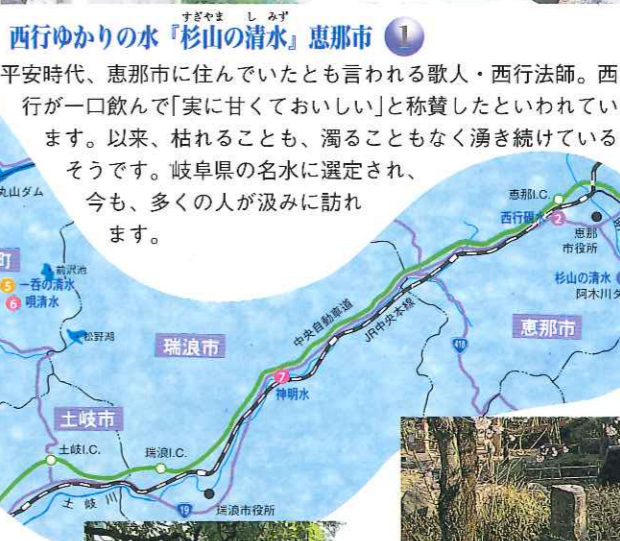 すぎやま しみず
西行ゆかりの水『杉山の清水』恵那市 1
平安時代、恵那市に住んでいたとも言われる歌人・西行法師。西
行が一口飲んで「実に甘くておいしい」と称賛したといわれてい
ます。以来、枯れることも、濁ることもなく湧き続けている
そうです。岐阜県の名水に選定され、
今も、多くの人が汲みに訪れ
ます。
丸山ダム
恵那I.C.
西行硯水 2
恵那
市役所
町
前沢池
5 一呑の清水
6 唄清水
杉山の清水
阿木川ダ
松野湖
中央自動車道
JR中央本線
瑞浪市
418
恵那市
7
神明水
土岐市
土岐I.C.
瑞浪I.C.
土岐川
19
瑞浪市役所